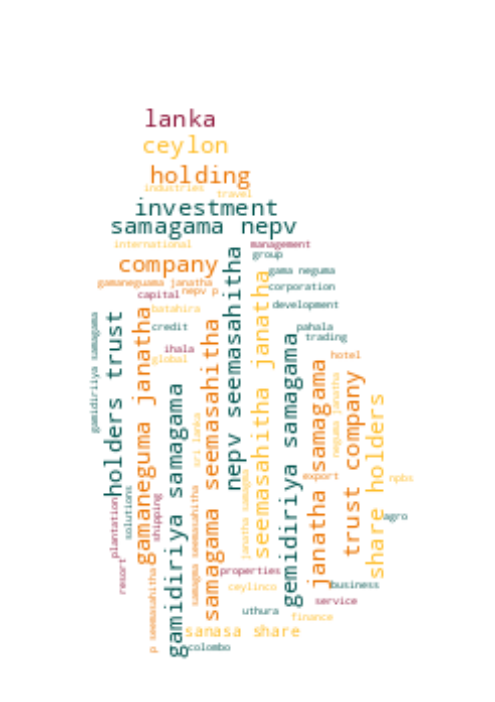 lanka
ceylon
holding
industries
travel
investment
samagama nepv
international
management
group
company
gama neguma
gamaneguama janatha
corporation
capital
nepv p
batahira
development
credit
pahala
trading
ihala
global
hotel
gamidiriya samagama
holders trust
gamaneguma janatha
gamidiriya samagama
samagama seemasahitha
nepv seemasahitha
seemasahitha janatha
gemidiriya samagama
janatha samagama
neguma janatha
trust company
share holders
sri lanka
janatha samagama
samagama seemasahitha
export
npbs
agro
plantation
solutions
shipping
resort
p seemasahitha
properties
ceylinco
business
service
uthura
finance
sanasa share
colombo